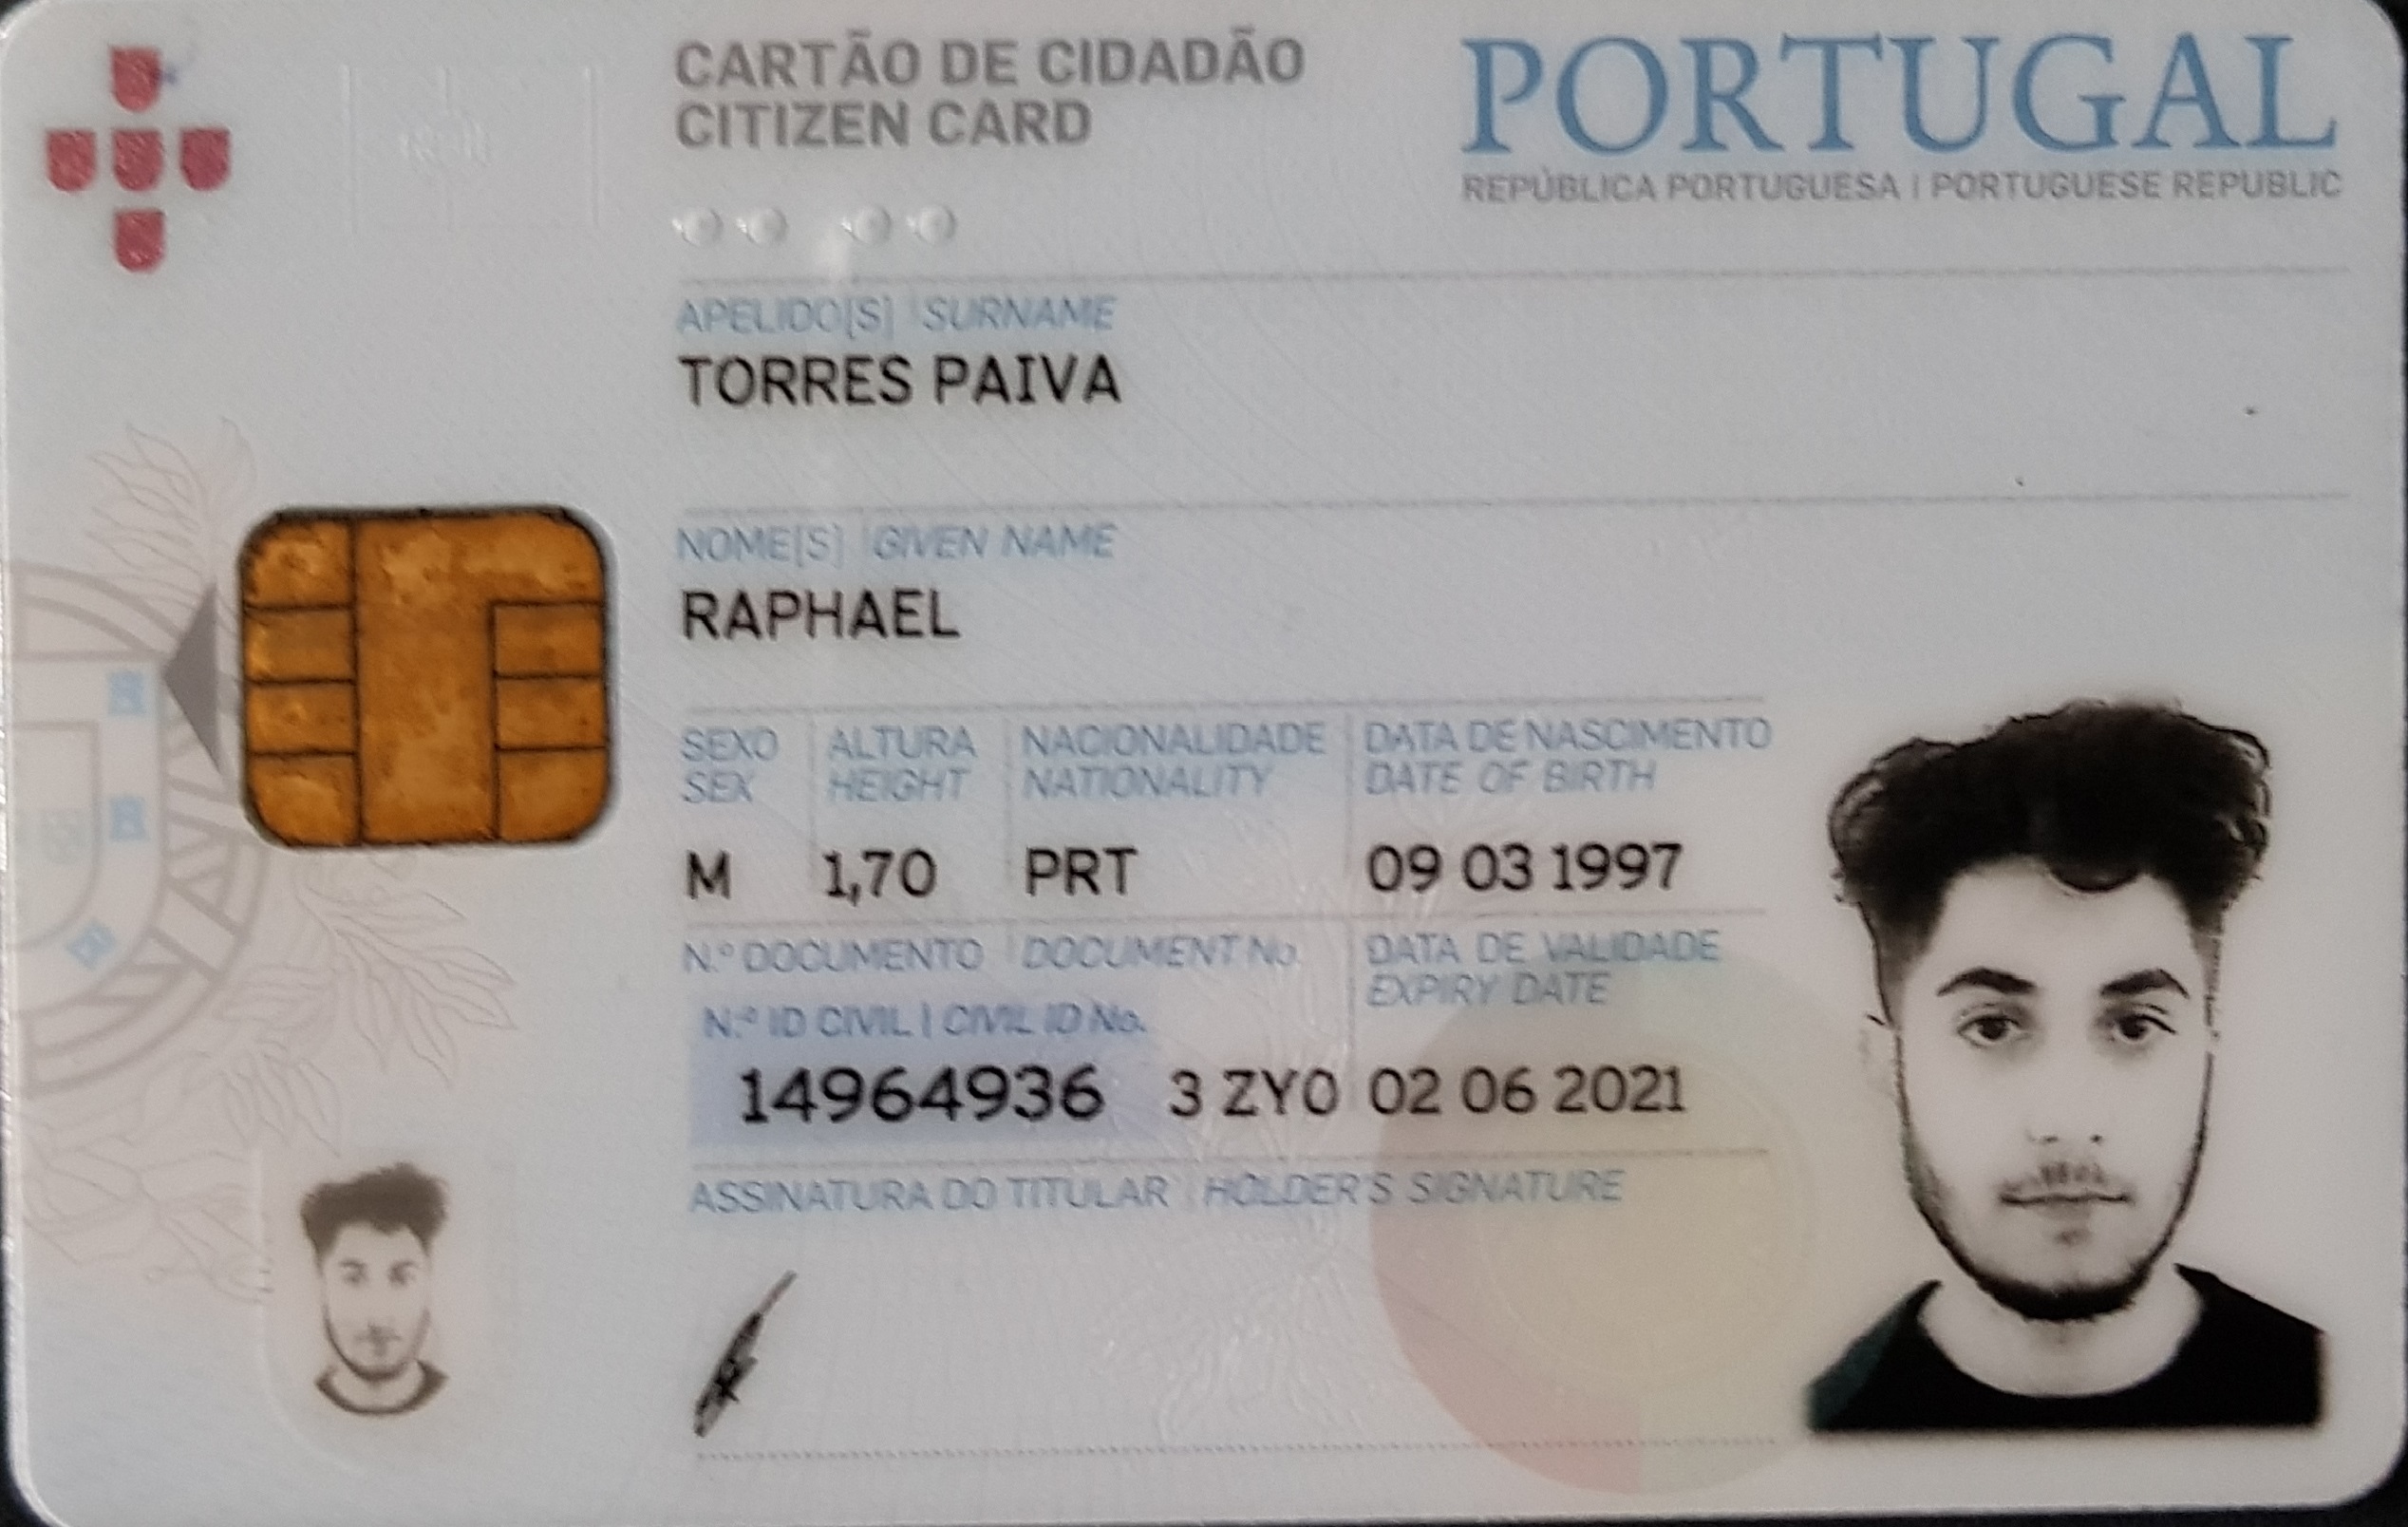 CARTÃO DE CIDADÃO
CITIZEN CARD
PORTUGAL
REPÚBLICA PORTUGUESA | PORTUGUESE REPUBLIC
APELIDO[S] | SURNAME
TORRES PAIVA
NOME[S] | GIVEN NAME
RAPHAEL
SEXO ALTURA NACIONALIDADE DATA DE NASCIMENTO
SEX HEIGHT NATIONALITY DATE OF BIRTH
M 1,70 PRT 09 03 1997
N.º DOCUMENTO | DOCUMENT No. DATA DE VALIDADE
EXPIRY DATE
N.º ID CIVIL | CIVIL ID No.
14964936 3 ZY0 02 06 2021
ASSINATURA DO TITULAR | HOLDER'S SIGNATURE